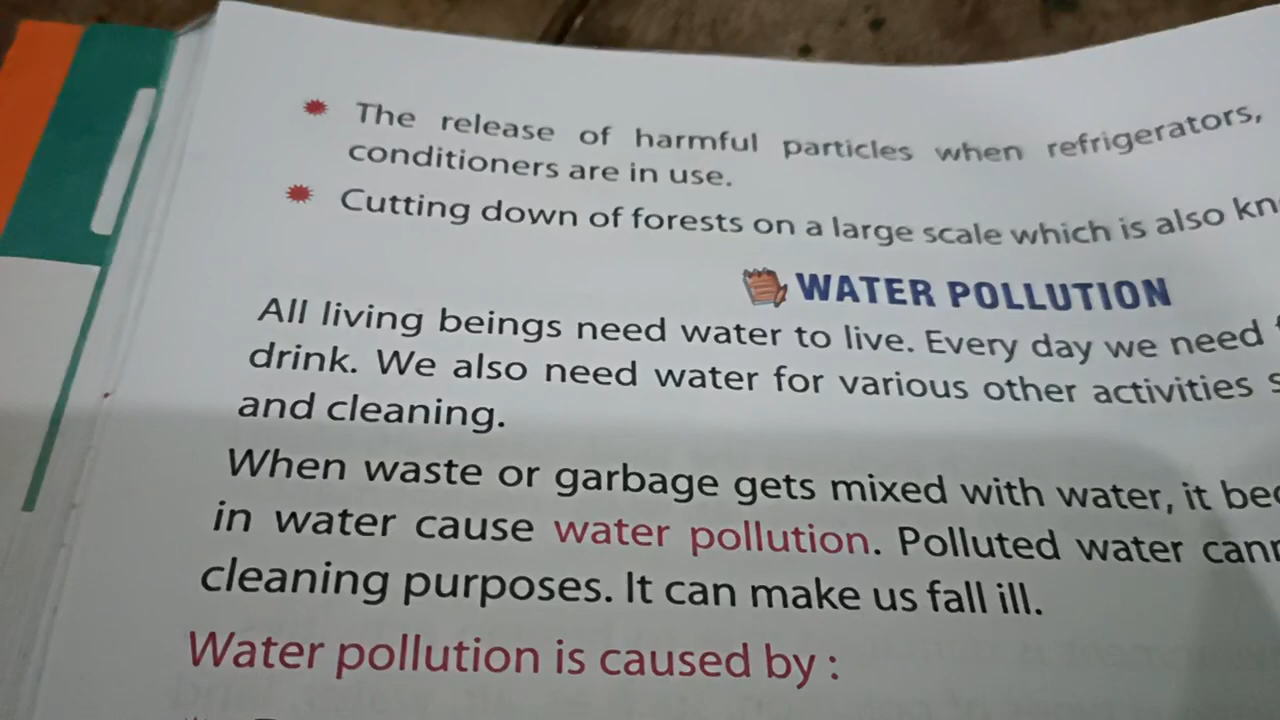 The release of harmful particles when refrigerators,
conditioners are in use.
Cutting down of forests on a large scale which is also kn
WATER POLLUTION
All living beings need water to live. Every day we need
drink. We also need water for various other activities s
and cleaning.
When waste or garbage gets mixed with water, it bec
in water cause water pollution. Polluted water cann
cleaning purposes. It can make us fall ill.
Water pollution is caused by :